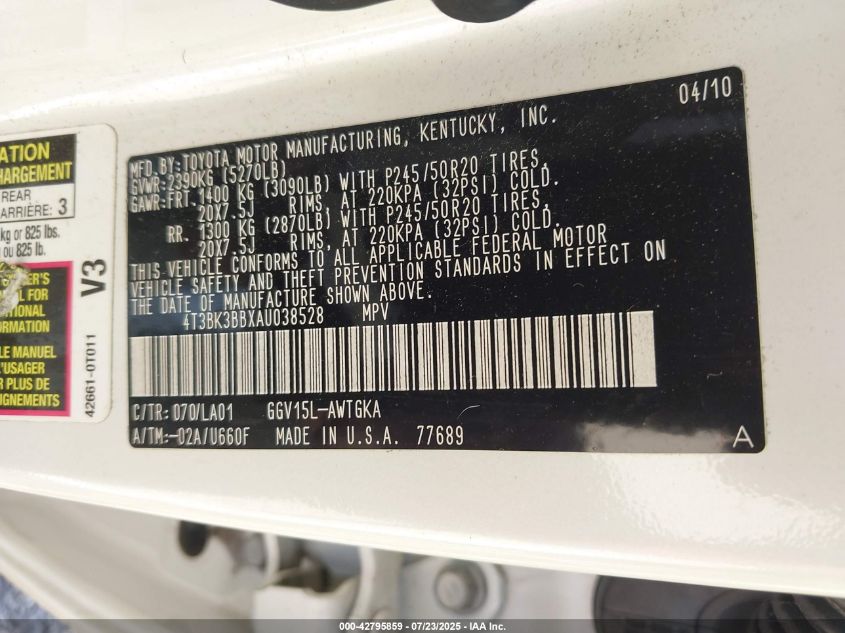 04/10
MFD.BY:TOYOTA MOTOR MANUFACTURING, KENTUCKY, INC.
GVWR:2390KG (5270LB)
GAWR:FRT. 1400 KG (3090LB) WITH P245/50R20 TIRES,
20X7.5J RIMS, AT 220KPA (32PSI) COLD.
RR. 1300 KG (2870LB) WITH P245/50R20 TIRES,
20X7.5J RIMS, AT 220KPA (32PSI) COLD.
THIS VEHICLE CONFORMS TO ALL APPLICABLE FEDERAL MOTOR
VEHICLE SAFETY AND THEFT PREVENTION STANDARDS IN EFFECT ON
THE DATE OF MANUFACTURE SHOWN ABOVE.
4T3BK3BBXAU038528 MPV
C/TR: 070/LA01 GGV15L-AWTGKA
A/TM:-02A/U660F MADE IN U.S.A. 77689
A
ATION
HARGEMENT
REAR
ARRIÈRE: 3
kg or 825 lbs.
ou 825 lb.
V3
42661-0T011
ER'S
FOR
IONAL
ORMATION
LE MANUEL
L'USAGER
R PLUS DE
EIGNEMENTS
000-42795859 | 07/23/2025 | IAA Inc.